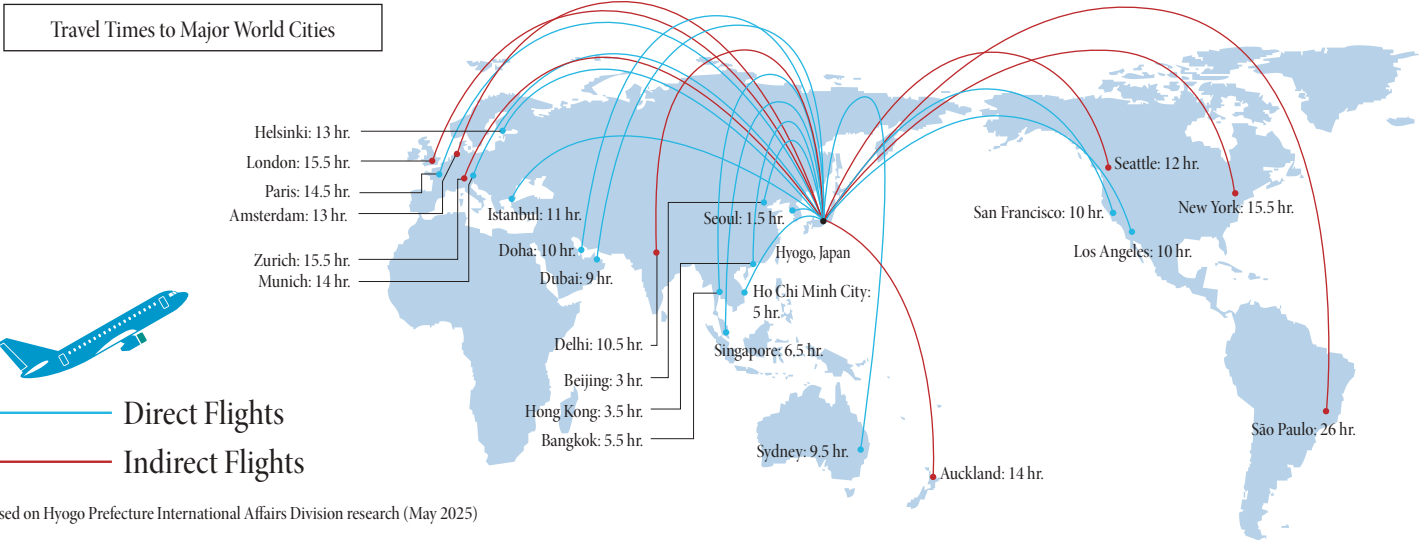 Travel Times to Major World Cities
Helsinki: 13 hr.
London: 15.5 hr.
Paris: 14.5 hr.
Amsterdam: 13 hr.
Zurich: 15.5 hr.
Munich: 14 hr.
Istanbul: 11 hr.
Doha: 10 hr.
Dubai: 9 hr.
Delhi: 10.5 hr.
Beijing: 3 hr.
Hong Kong: 3.5 hr.
Bangkok: 5.5 hr.
Seoul: 1.5 hr.
Hyogo, Japan
Ho Chi Minh City:
5 hr.
Singapore: 6.5 hr.
Sydney: 9.5 hr.
Auckland: 14 hr.
Seattle: 12 hr.
San Francisco: 10 hr.
New York: 15.5 hr.
Los Angeles: 10 hr.
São Paulo: 26 hr.
Direct Flights
Indirect Flights
sed on Hyogo Prefecture International Affairs Division research (May 2025)